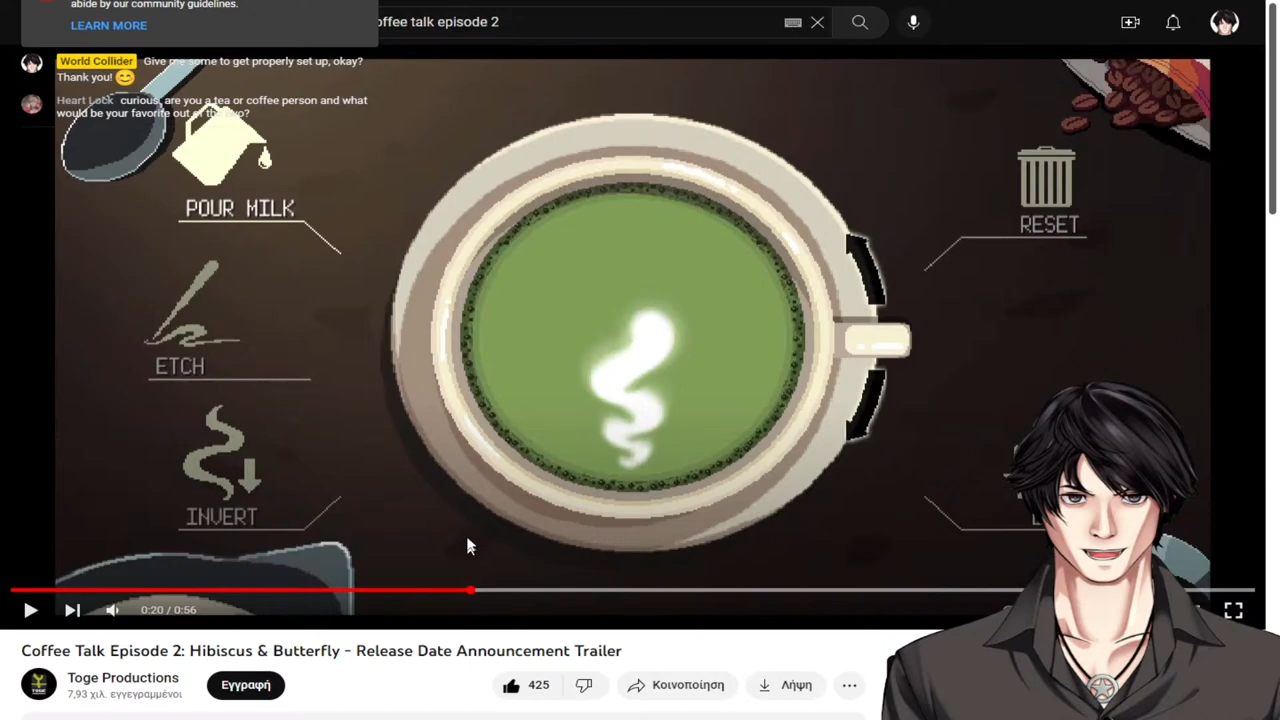 abide by our community guidelines.
LEARN MORE
offee talk episode 2
World Collider Give me some to get properly set up, okay?
Thank you! 😊
Heart Lock curious, are you a tea or coffee person and what
would be your favorite out of the two?
POUR MILK
RESET
ETCH
INVERT
0:20 / 0:56
Coffee Talk Episode 2: Hibiscus & Butterfly - Release Date Announcement Trailer
Toge Productions
7,93 χιλ. εγγεγραμμένοι
Εγγραφή
425
Κοινοποίηση
Λήψη